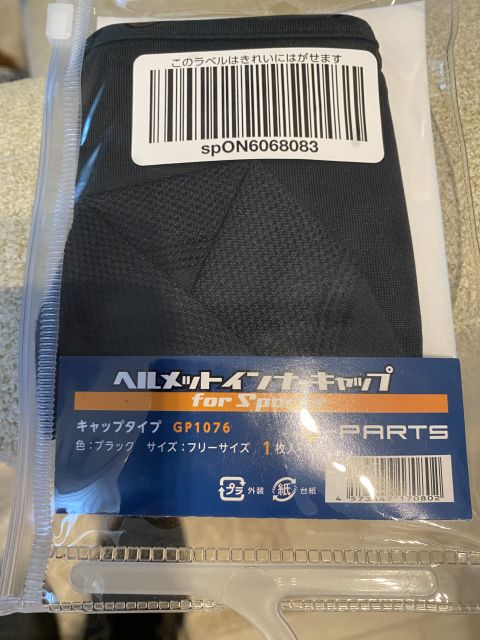 このラベルはきれいにはがせます
spON6068083
ヘルメットインナーキャップ
for Sports
キャップタイプ GP1076
色：ブラック サイズ：フリーサイズ 1枚入
PARTS
プラ 外装 紙 台紙